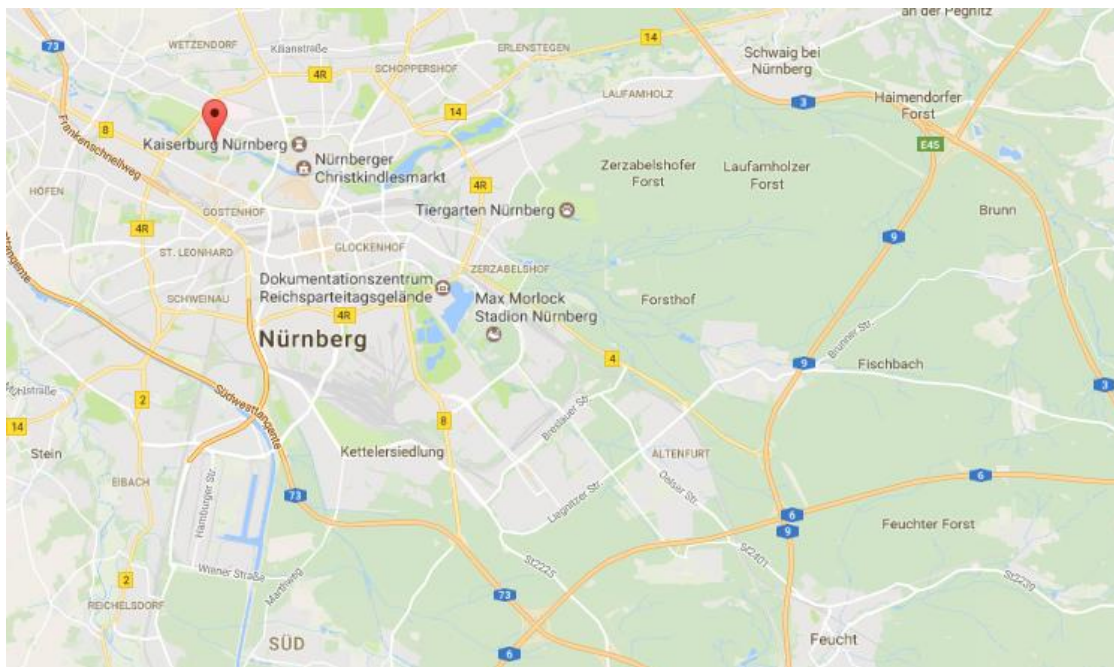 an der Pegnitz
73
WETZENDORF
Kilianstraße
ERLENSTEGEN
14
Schwaig bei
Nürnberg
SCHOPPERSHOF
4R
LAUFAMHOLZ
3
Haimendorfer
Forst
14
8
Frankenschnellweg
Kaiserburg Nürnberg
E45
Nürnberger
Christkindlesmarkt
Zerzabelshofer
Forst
Laufamholzer
Forst
HÖFEN
4R
GOSTENHOF
Tiergarten Nürnberg
Brunn
4R
ST. LEONHARD
GLOCKENHOF
9
ZERZABELSHOF
Dokumentationszentrum
Reichsparteitagsgelände
SCHWEINAU
Max Morlock
Stadion Nürnberg
Forsthof
4R
Nürnberg
Brunner Str.
4
9
Fischbach
3
Südwesttangente
2
14
8
Breslauer Str.
Stein
Kettelersiedlung
ALTENFURT
EIBACH
Hamburger Str.
73
Liegnitzer Str.
Oelser Str.
6
6
9
Feuchter Forst
St2225
St2401
Wiener Straße
Marthweg
2
St2239
REICHELSDORF
73
SÜD
6
Feucht